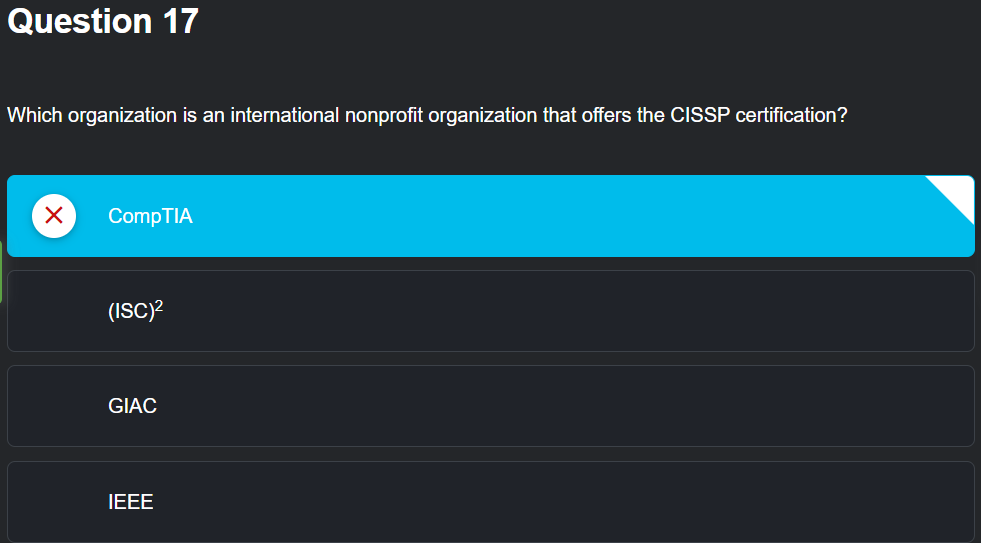 Question 17
Which organization is an international nonprofit organization that offers the CISSP certification?
CompTIA
(ISC)²
GIAC
IEEE